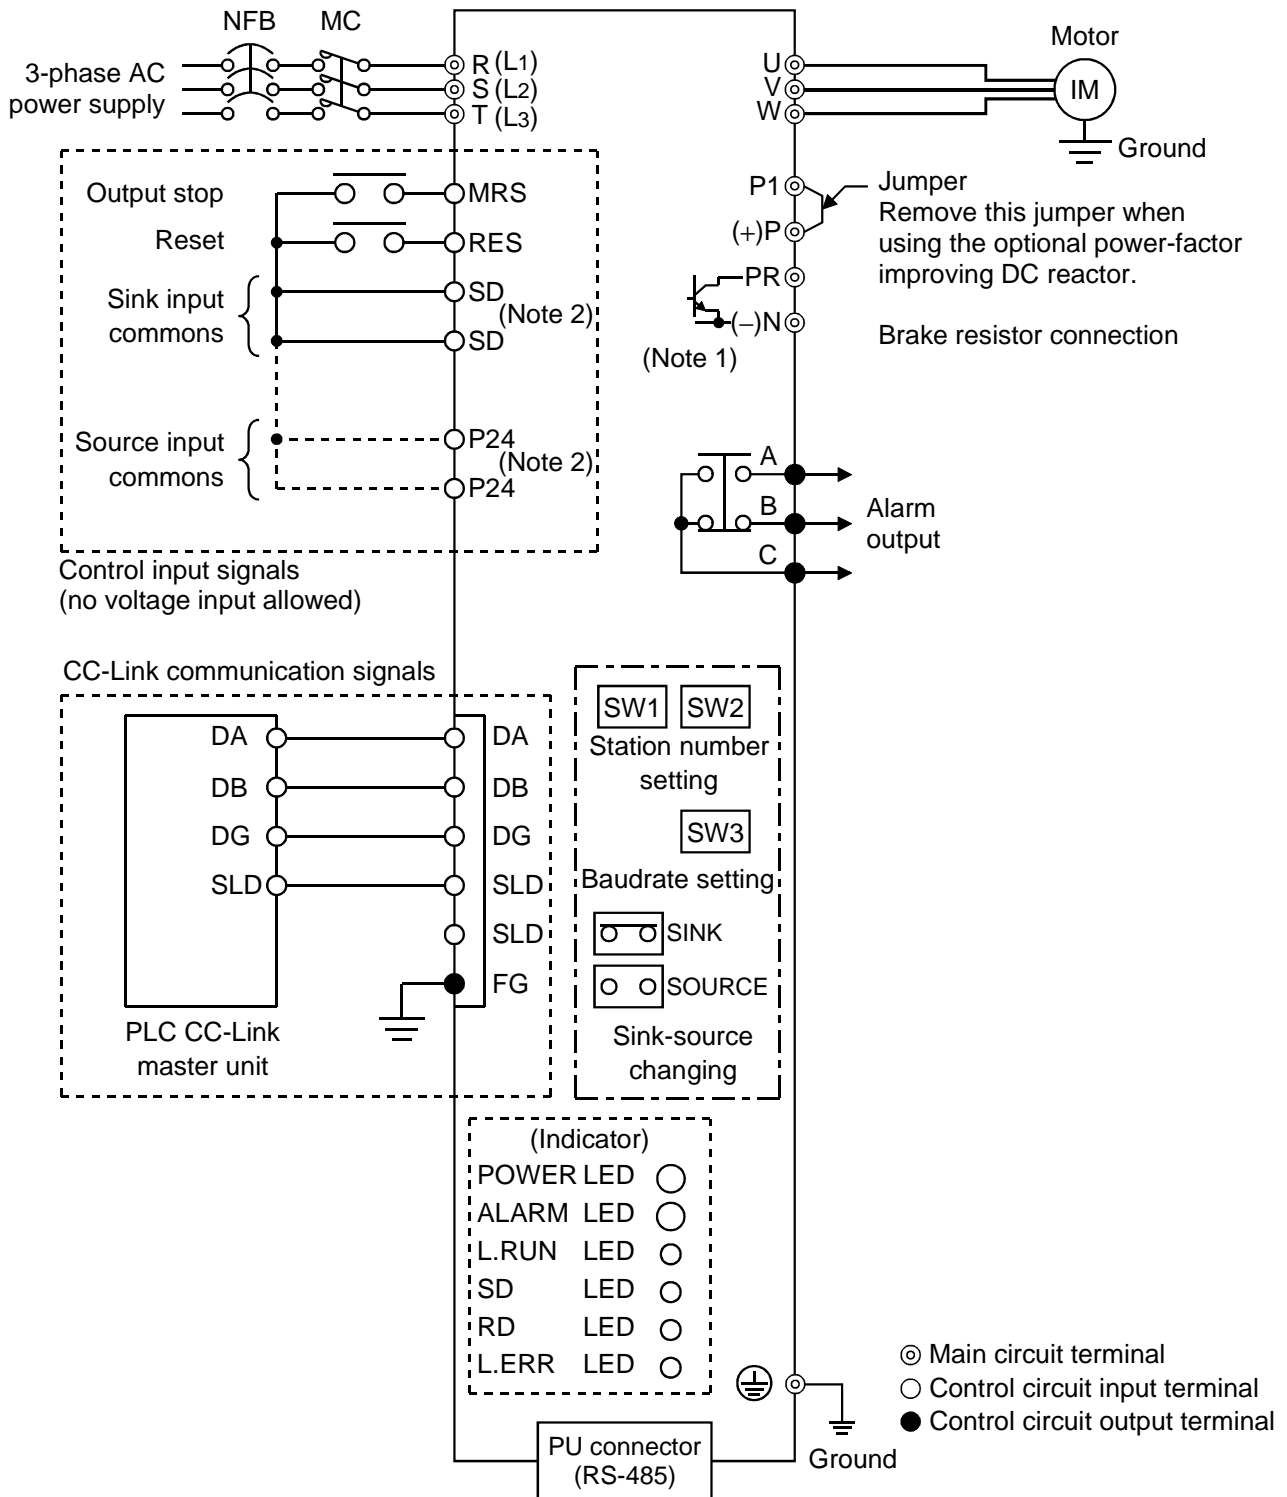 NFB MC
3-phase AC
power supply
R (L1)
S (L2)
T (L3)
U
V
W
Motor
IM
Ground
Output stop
MRS
Reset
RES
Sink input
commons
SD
(Note 2)
SD
Source input
commons
P24
(Note 2)
P24
Control input signals
(no voltage input allowed)
P1
(+)P
PR
(−)N
(Note 1)
Jumper
Remove this jumper when
using the optional power-factor
improving DC reactor.
Brake resistor connection
A
B
C
Alarm
output
CC-Link communication signals
DA DA
DB DB
DG DG
SLD SLD
SLD
FG
PLC CC-Link
master unit
SW1 SW2
Station number
setting
SW3
Baudrate setting
SINK
SOURCE
Sink-source
changing
(Indicator)
POWER LED
ALARM LED
L.RUN LED
SD LED
RD LED
L.ERR LED
PU connector
(RS-485)
Ground
Main circuit terminal
Control circuit input terminal
Control circuit output terminal